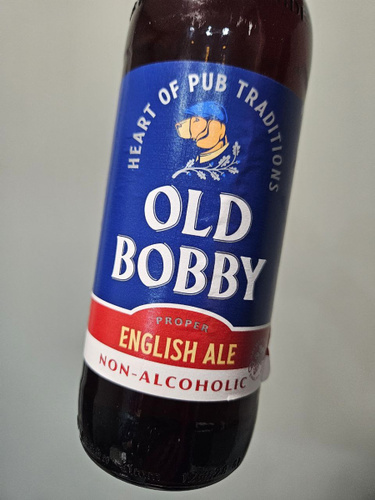 HEART OF PUB TRADITIONS
OLD
BOBBY
PROPER
ENGLISH ALE
NON-ALCOHOLIC